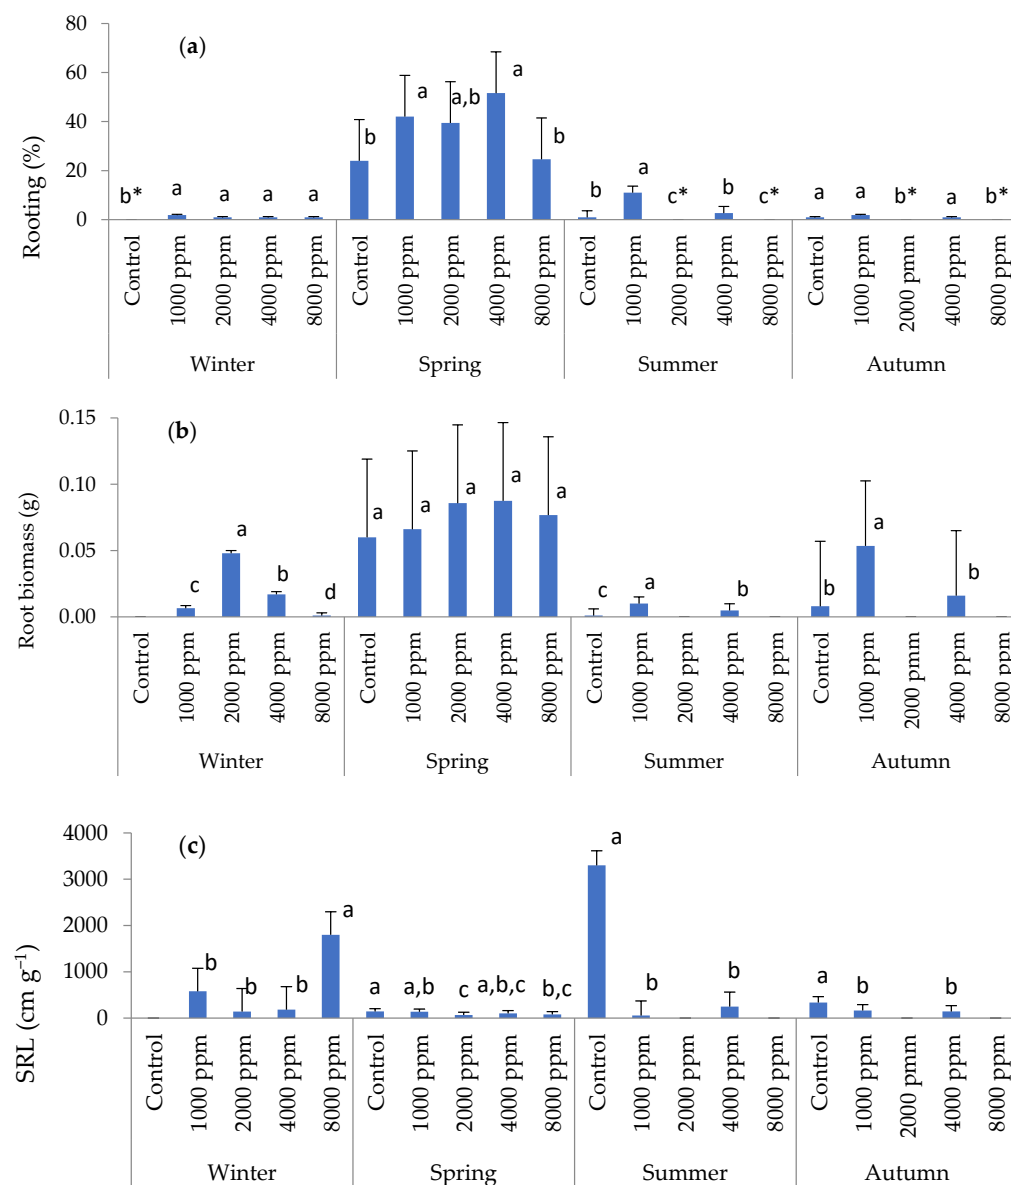 (a)
Rooting (%)
80
60
40
20
0
b* a a a a b a a,b a b b a c* b c* a a b* a b*
Control 1000 ppm 2000 ppm 4000 ppm 8000 ppm Control 1000 ppm 2000 ppm 4000 ppm 8000 ppm Control 1000 ppm 2000 ppm 4000 ppm 8000 ppm Control 1000 ppm 2000 pmm 4000 ppm 8000 ppm
Winter Spring Summer Autumn
(b)
Root biomass (g)
0.15
0.10
0.05
0.00
c a b d a a a a a c a b b a b
Control 1000 ppm 2000 ppm 4000 ppm 8000 ppm Control 1000 ppm 2000 ppm 4000 ppm 8000 ppm Control 1000 ppm 2000 ppm 4000 ppm 8000 ppm Control 1000 ppm 2000 pmm 4000 ppm 8000 ppm
Winter Spring Summer Autumn
(c)
SRL (cm g⁻¹)
4000
3000
2000
1000
0
b b b a a a,b c a,b,c b,c a b b a b b
Control 1000 ppm 2000 ppm 4000 ppm 8000 ppm Control 1000 ppm 2000 ppm 4000 ppm 8000 ppm Control 1000 ppm 2000 ppm 4000 ppm 8000 ppm Control 1000 ppm 2000 pmm 4000 ppm 8000 ppm
Winter Spring Summer Autumn